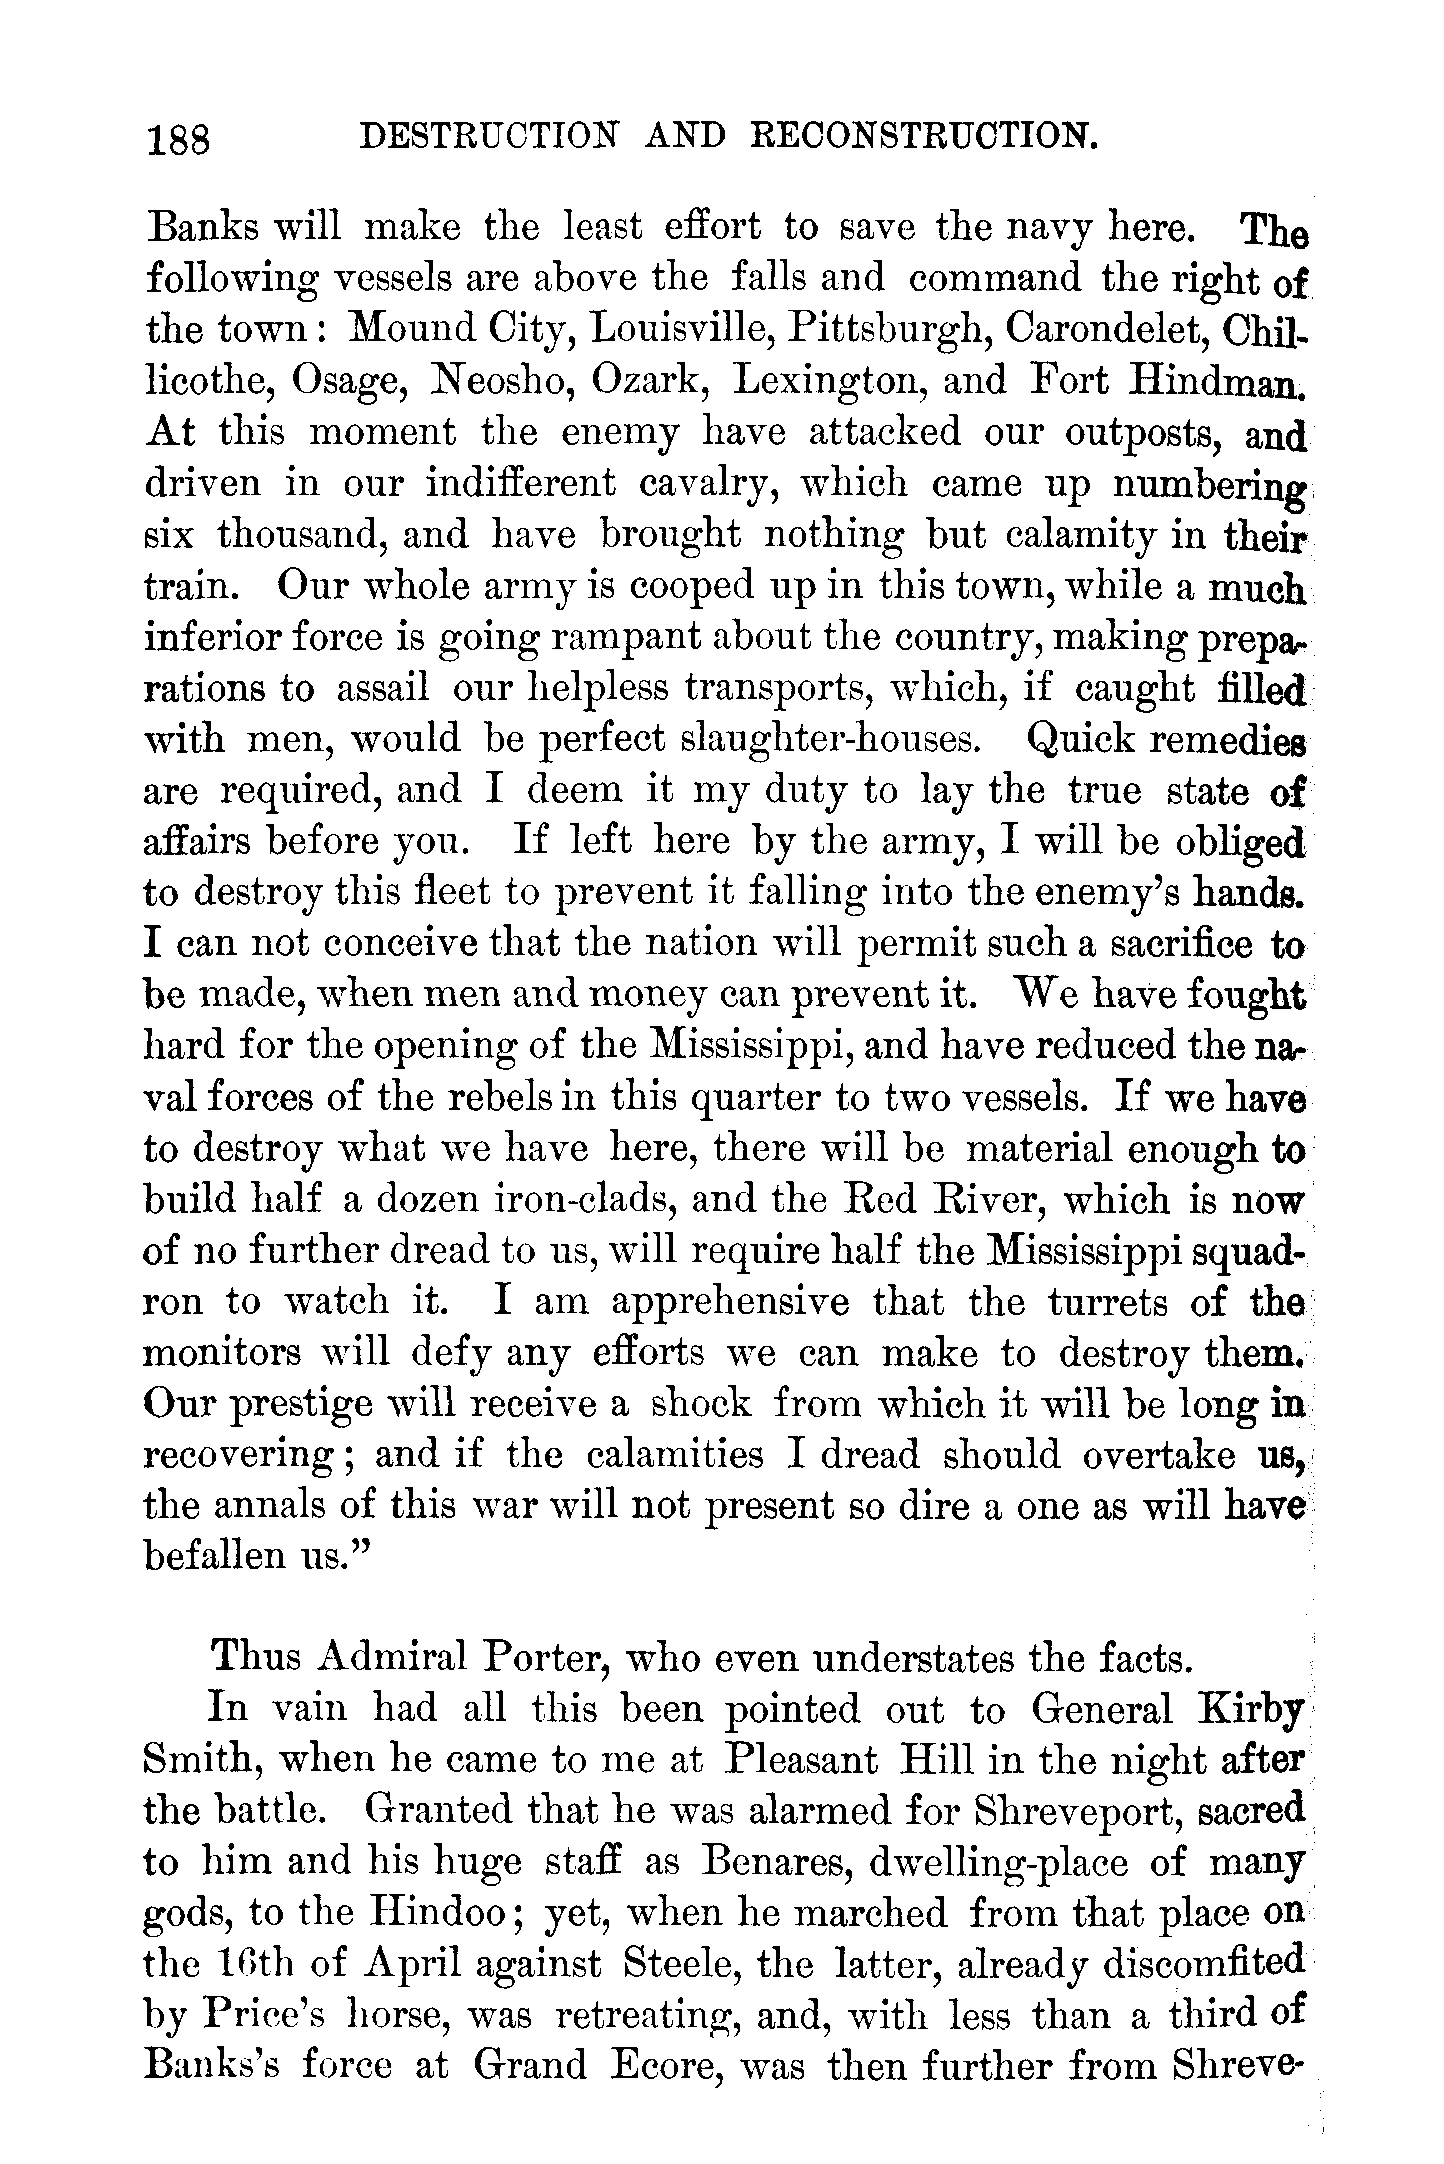 188 DESTRUCTION AND RECONSTRUCTION.
Banks will make the least effort to save the navy here. The
following vessels are above the falls and command the right of
the town : Mound City, Louisville, Pittsburgh, Carondelet, Chil-
licothe, Osage, Neosho, Ozark, Lexington, and Fort Hindman.
At this moment the enemy have attacked our outposts, and
driven in our indifferent cavalry, which came up numbering
six thousand, and have brought nothing but calamity in their
train. Our whole army is cooped up in this town, while a much
inferior force is going rampant about the country, making prepa-
rations to assail our helpless transports, which, if caught filled
with men, would be perfect slaughter-houses. Quick remedies
are required, and I deem it my duty to lay the true state of
affairs before you. If left here by the army, I will be obliged
to destroy this fleet to prevent it falling into the enemy's hands.
I can not conceive that the nation will permit such a sacrifice to
be made, when men and money can prevent it. We have fought
hard for the opening of the Mississippi, and have reduced the na-
val forces of the rebels in this quarter to two vessels. If we have
to destroy what we have here, there will be material enough to
build half a dozen iron-clads, and the Red River, which is now
of no further dread to us, will require half the Mississippi squad-
ron to watch it. I am apprehensive that the turrets of the
monitors will defy any efforts we can make to destroy them.
Our prestige will receive a shock from which it will be long in
recovering ; and if the calamities I dread should overtake us,
the annals of this war will not present so dire a one as will have
befallen us."
Thus Admiral Porter, who even understates the facts.
In vain had all this been pointed out to General Kirby
Smith, when he came to me at Pleasant Hill in the night after
the battle. Granted that he was alarmed for Shreveport, sacred
to him and his huge staff as Benares, dwelling-place of many
gods, to the Hindoo ; yet, when he marched from that place on
the 16th of April against Steele, the latter, already discomfited
by Price's horse, was retreating, and, with less than a third of
Banks's force at Grand Ecore, was then further from Shreve-